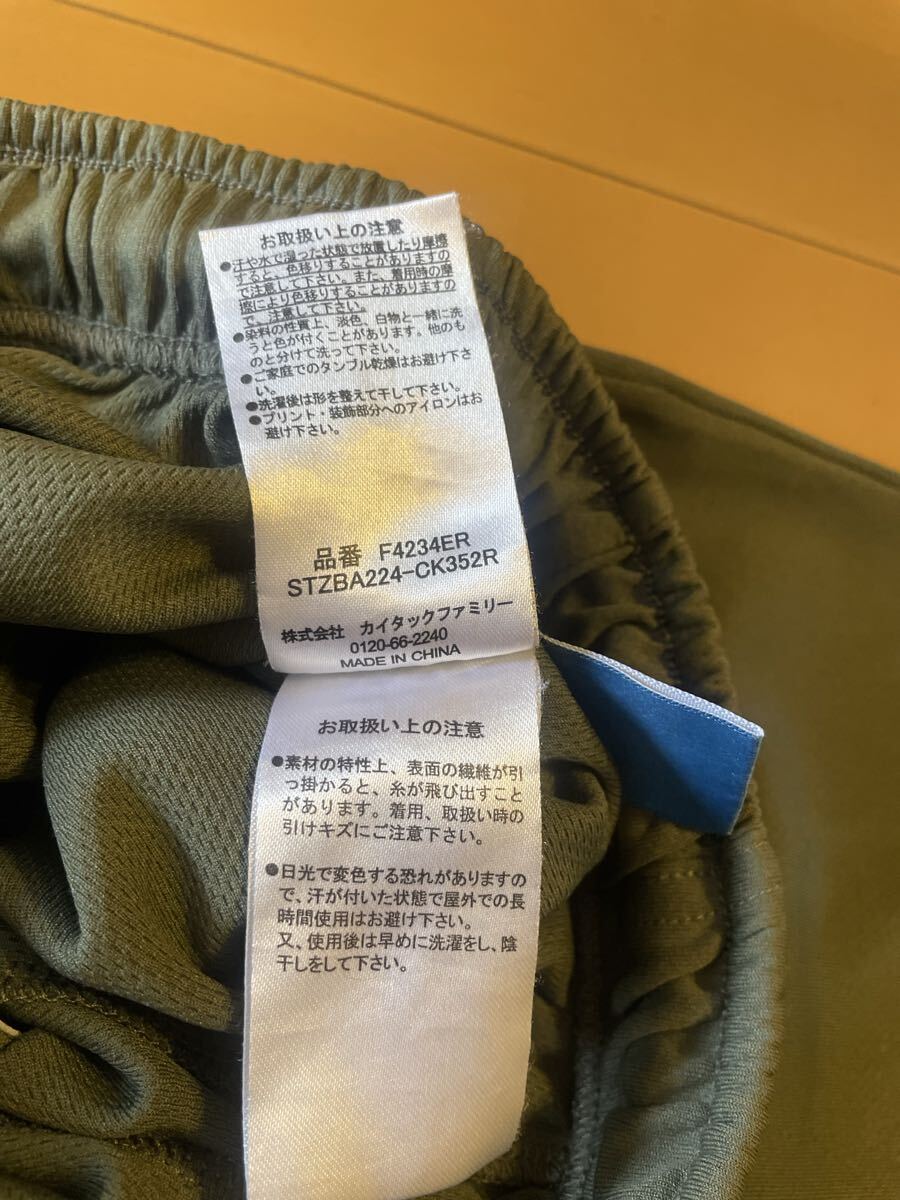 お取扱い上の注意
●汗や水で湿った状態で放置したり摩擦
すると、色移りすることがありますの
で注意して下さい。また、着用時の摩
擦により色移りすることがありますの
で、注意して下さい。
●染料の性質上、淡色、白物と一緒に洗
うと色が付くことがあります。他のも
のと分けて洗って下さい。
●ご家庭でのタンブル乾燥はお避け下さ
い。
●洗濯後は形を整えて干して下さい。
●プリント・装飾部分へのアイロンはお
避け下さい。
品番 F4234ER
STZBA224-CK352R
株式会社 カイタックファミリー
0120-66-2240
MADE IN CHINA
お取扱い上の注意
●素材の特性上、表面の繊維が引
っ掛かると、糸が飛び出すこと
があります。着用、取扱い時の
引けキズにご注意下さい。
●日光で変色する恐れがありますの
で、汗が付いた状態で屋外での長
時間使用はお避け下さい。
又、使用後は早めに洗濯をし、陰
干しをして下さい。